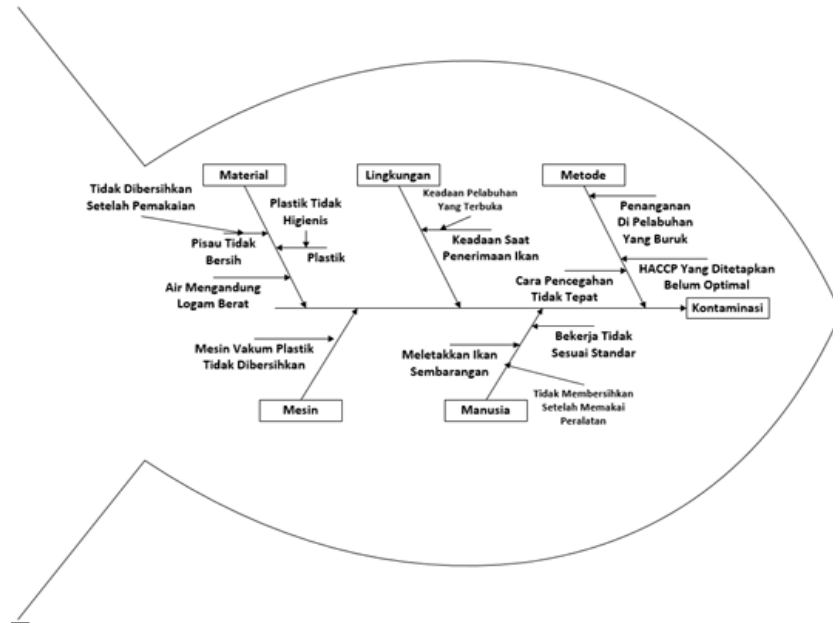 Material
Lingkungan
Metode
Tidak Dibersihkan
Setelah Pemakaian
Plastik Tidak
Higienis
Pisau Tidak
Bersih
Plastik
Air Mengandung
Logam Berat
Keadaan Pelabuhan
Yang Terbuka
Keadaan Saat
Penerimaan Ikan
Penanganan
Di Pelabuhan
Yang Buruk
HACCP Yang Ditetapkan
Belum Optimal
Cara Pencegahan
Tidak Tepat
Kontaminasi
Mesin Vakum Plastik
Tidak Dibersihkan
Meletakkan Ikan
Sembarangan
Bekerja Tidak
Sesuai Standar
Tidak Membersihkan
Setelah Memakai
Peralatan
Mesin
Manusia